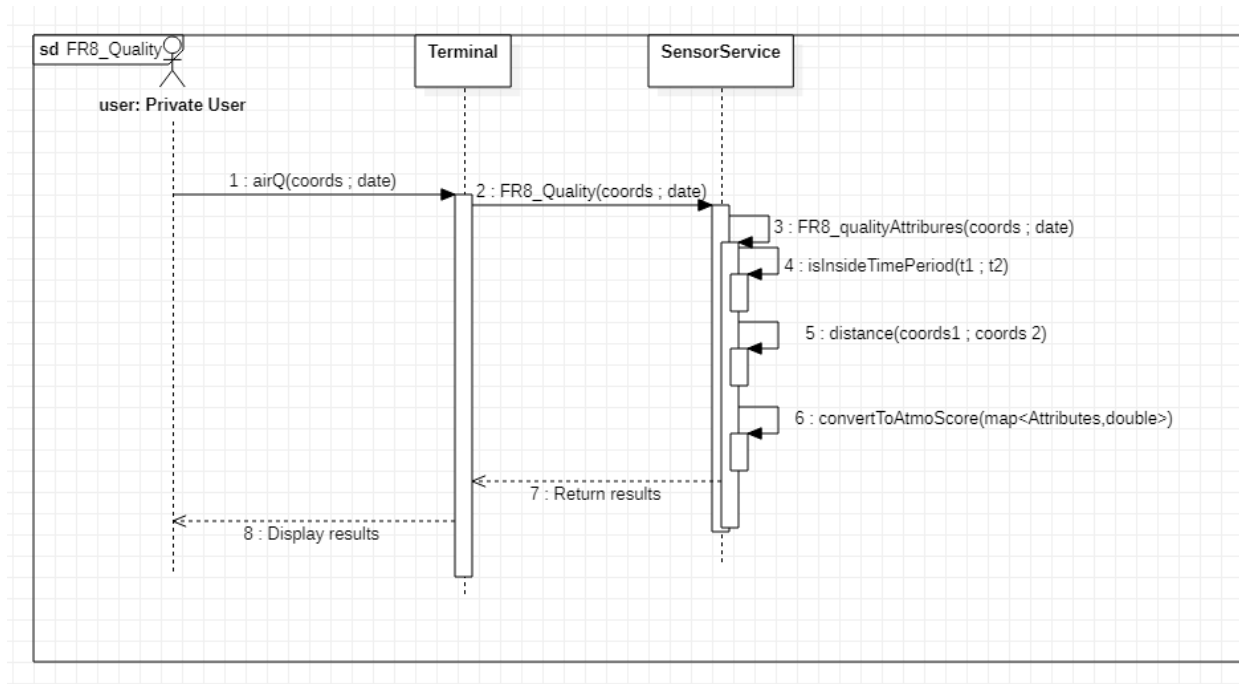 sd FR8_Quality
Terminal
SensorService
user: Private User
1 : airQ(coords ; date)
2 : FR8_Quality(coords ; date)
3 : FR8_qualityAttribures(coords ; date)
4 : isInsideTimePeriod(t1 ; t2)
5 : distance(coords1 ; coords 2)
6 : convertToAtmoScore(map<Attributes,double>)
7 : Return results
8 : Display results